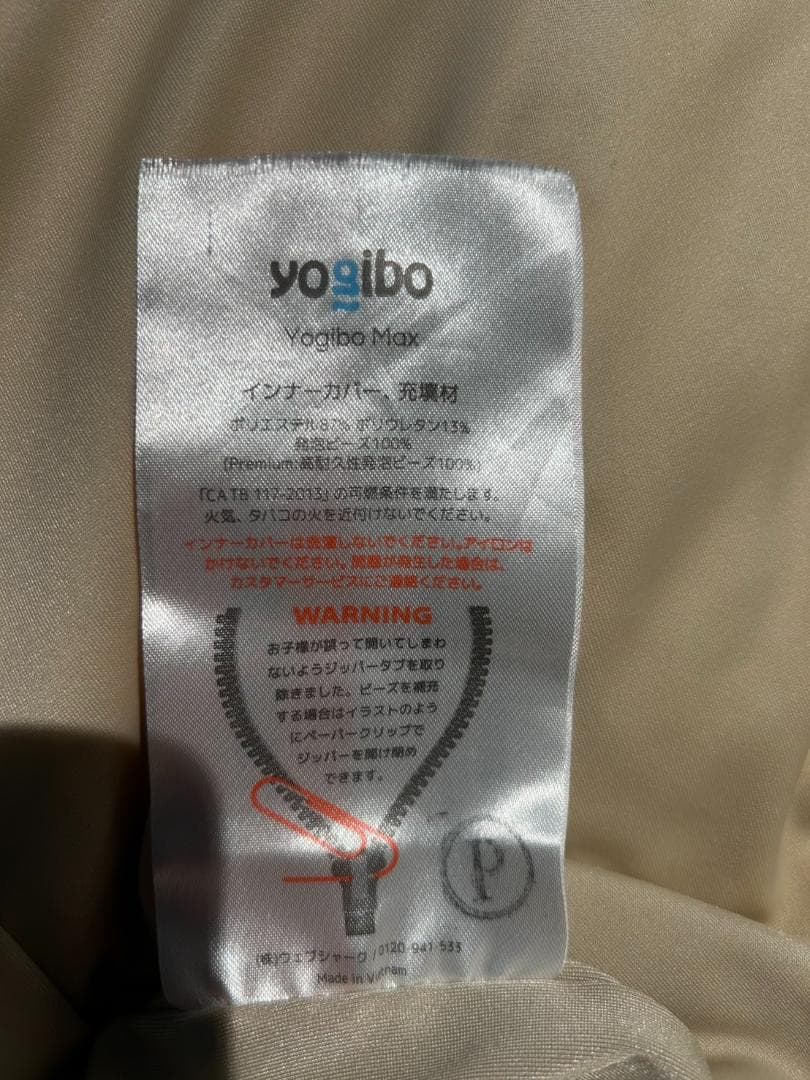 yogibo
Yogibo Max
インナーカバー、充填材
ポリエステル87% ポリウレタン13%
発泡ビーズ100%
(Premium:高耐久性発泡ビーズ100%)
「CA TB 117-2013」の可燃条件を満たします。
火気、タバコの火を近付けないでください。
インナーカバーは洗濯しないでください。アイロンは
かけないでください。問題が発生した場合は、
カスタマーサービスにご連絡ください。
WARNING
お子様が誤って開いてしまわ
ないようジッパータブを取り
除きました。ビーズを補充
する場合はイラストのよう
にペーパークリップで
ジッパーを開け閉め
できます。
P
(株)ウェブシャーク / 0120-941-533
Made in Vietnam